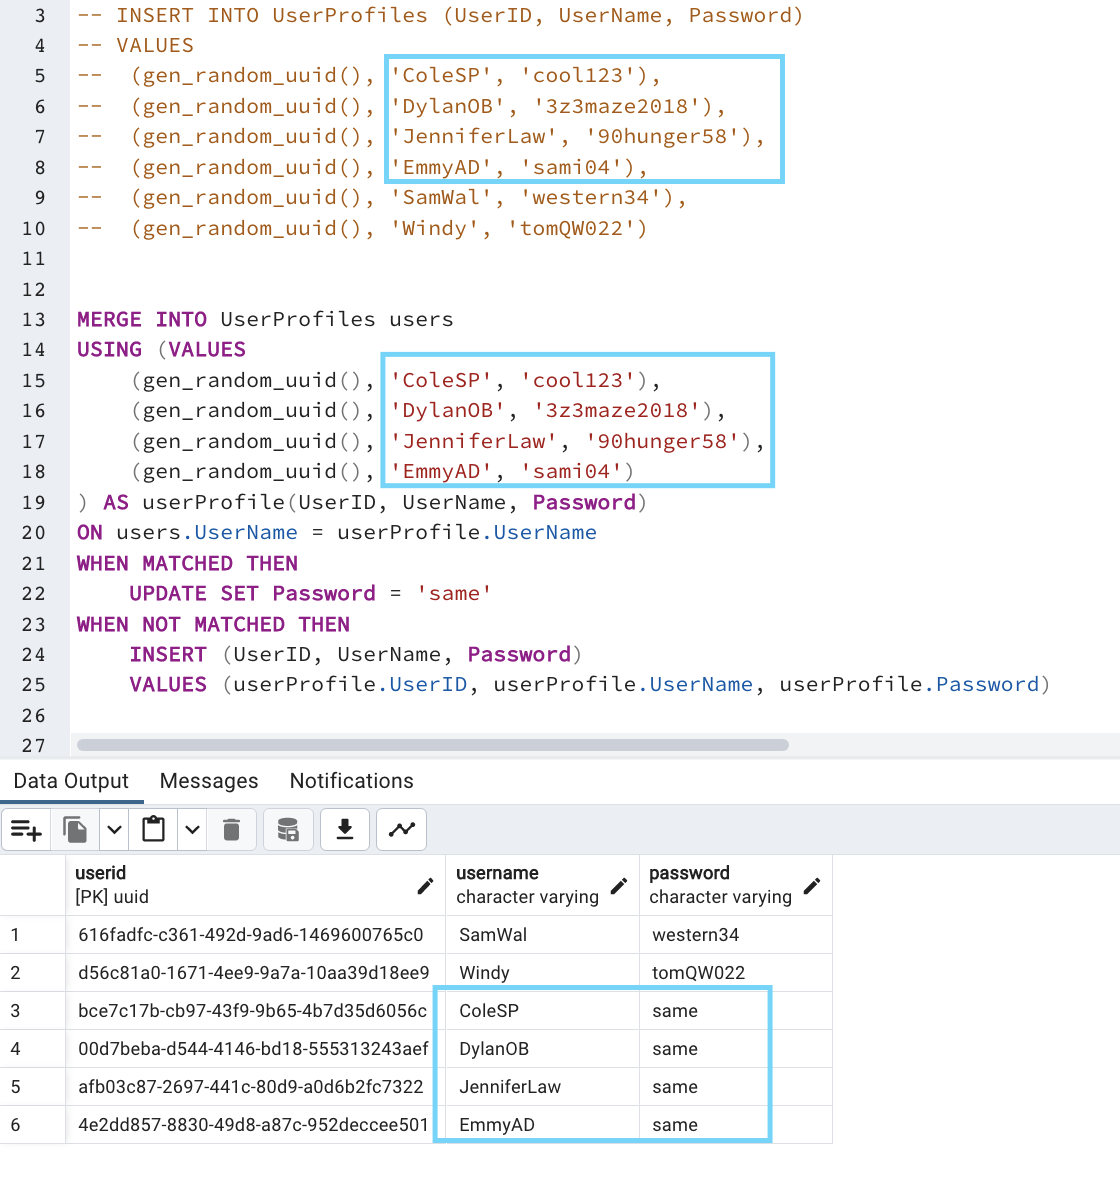 3 -- INSERT INTO UserProfiles (UserID, UserName, Password)
4 -- VALUES
5 --  (gen_random_uuid(), 'ColeSP', 'cool123'),
6 --  (gen_random_uuid(), 'DylanOB', '3z3maze2018'),
7 --  (gen_random_uuid(), 'JenniferLaw', '90hunger58'),
8 --  (gen_random_uuid(), 'EmmyAD', 'sami04'),
9 --  (gen_random_uuid(), 'SamWal', 'western34'),
10 --  (gen_random_uuid(), 'Windy', 'tomQW022')
11
12
13 MERGE INTO UserProfiles users
14 USING (VALUES
15     (gen_random_uuid(), 'ColeSP', 'cool123'),
16     (gen_random_uuid(), 'DylanOB', '3z3maze2018'),
17     (gen_random_uuid(), 'JenniferLaw', '90hunger58'),
18     (gen_random_uuid(), 'EmmyAD', 'sami04')
19 ) AS userProfile(UserID, UserName, Password)
20 ON users.UserName = userProfile.UserName
21 WHEN MATCHED THEN
22     UPDATE SET Password = 'same'
23 WHEN NOT MATCHED THEN
24     INSERT (UserID, UserName, Password)
25     VALUES (userProfile.UserID, userProfile.UserName, userProfile.Password)
26
27
Data Output Messages Notifications
userid username password
[PK] uuid character varying character varying
1 616fadfc-c361-492d-9ad6-1469600765c0 SamWal western34
2 d56c81a0-1671-4ee9-9a7a-10aa39d18ee9 Windy tomQW022
3 bce7c17b-cb97-43f9-9b65-4b7d35d6056c ColeSP same
4 00d7beba-d544-4146-bd18-555313243aef DylanOB same
5 afb03c87-2697-441c-80d9-a0d6b2fc7322 JenniferLaw same
6 4e2dd857-8830-49d8-a87c-952deccee501 EmmyAD same